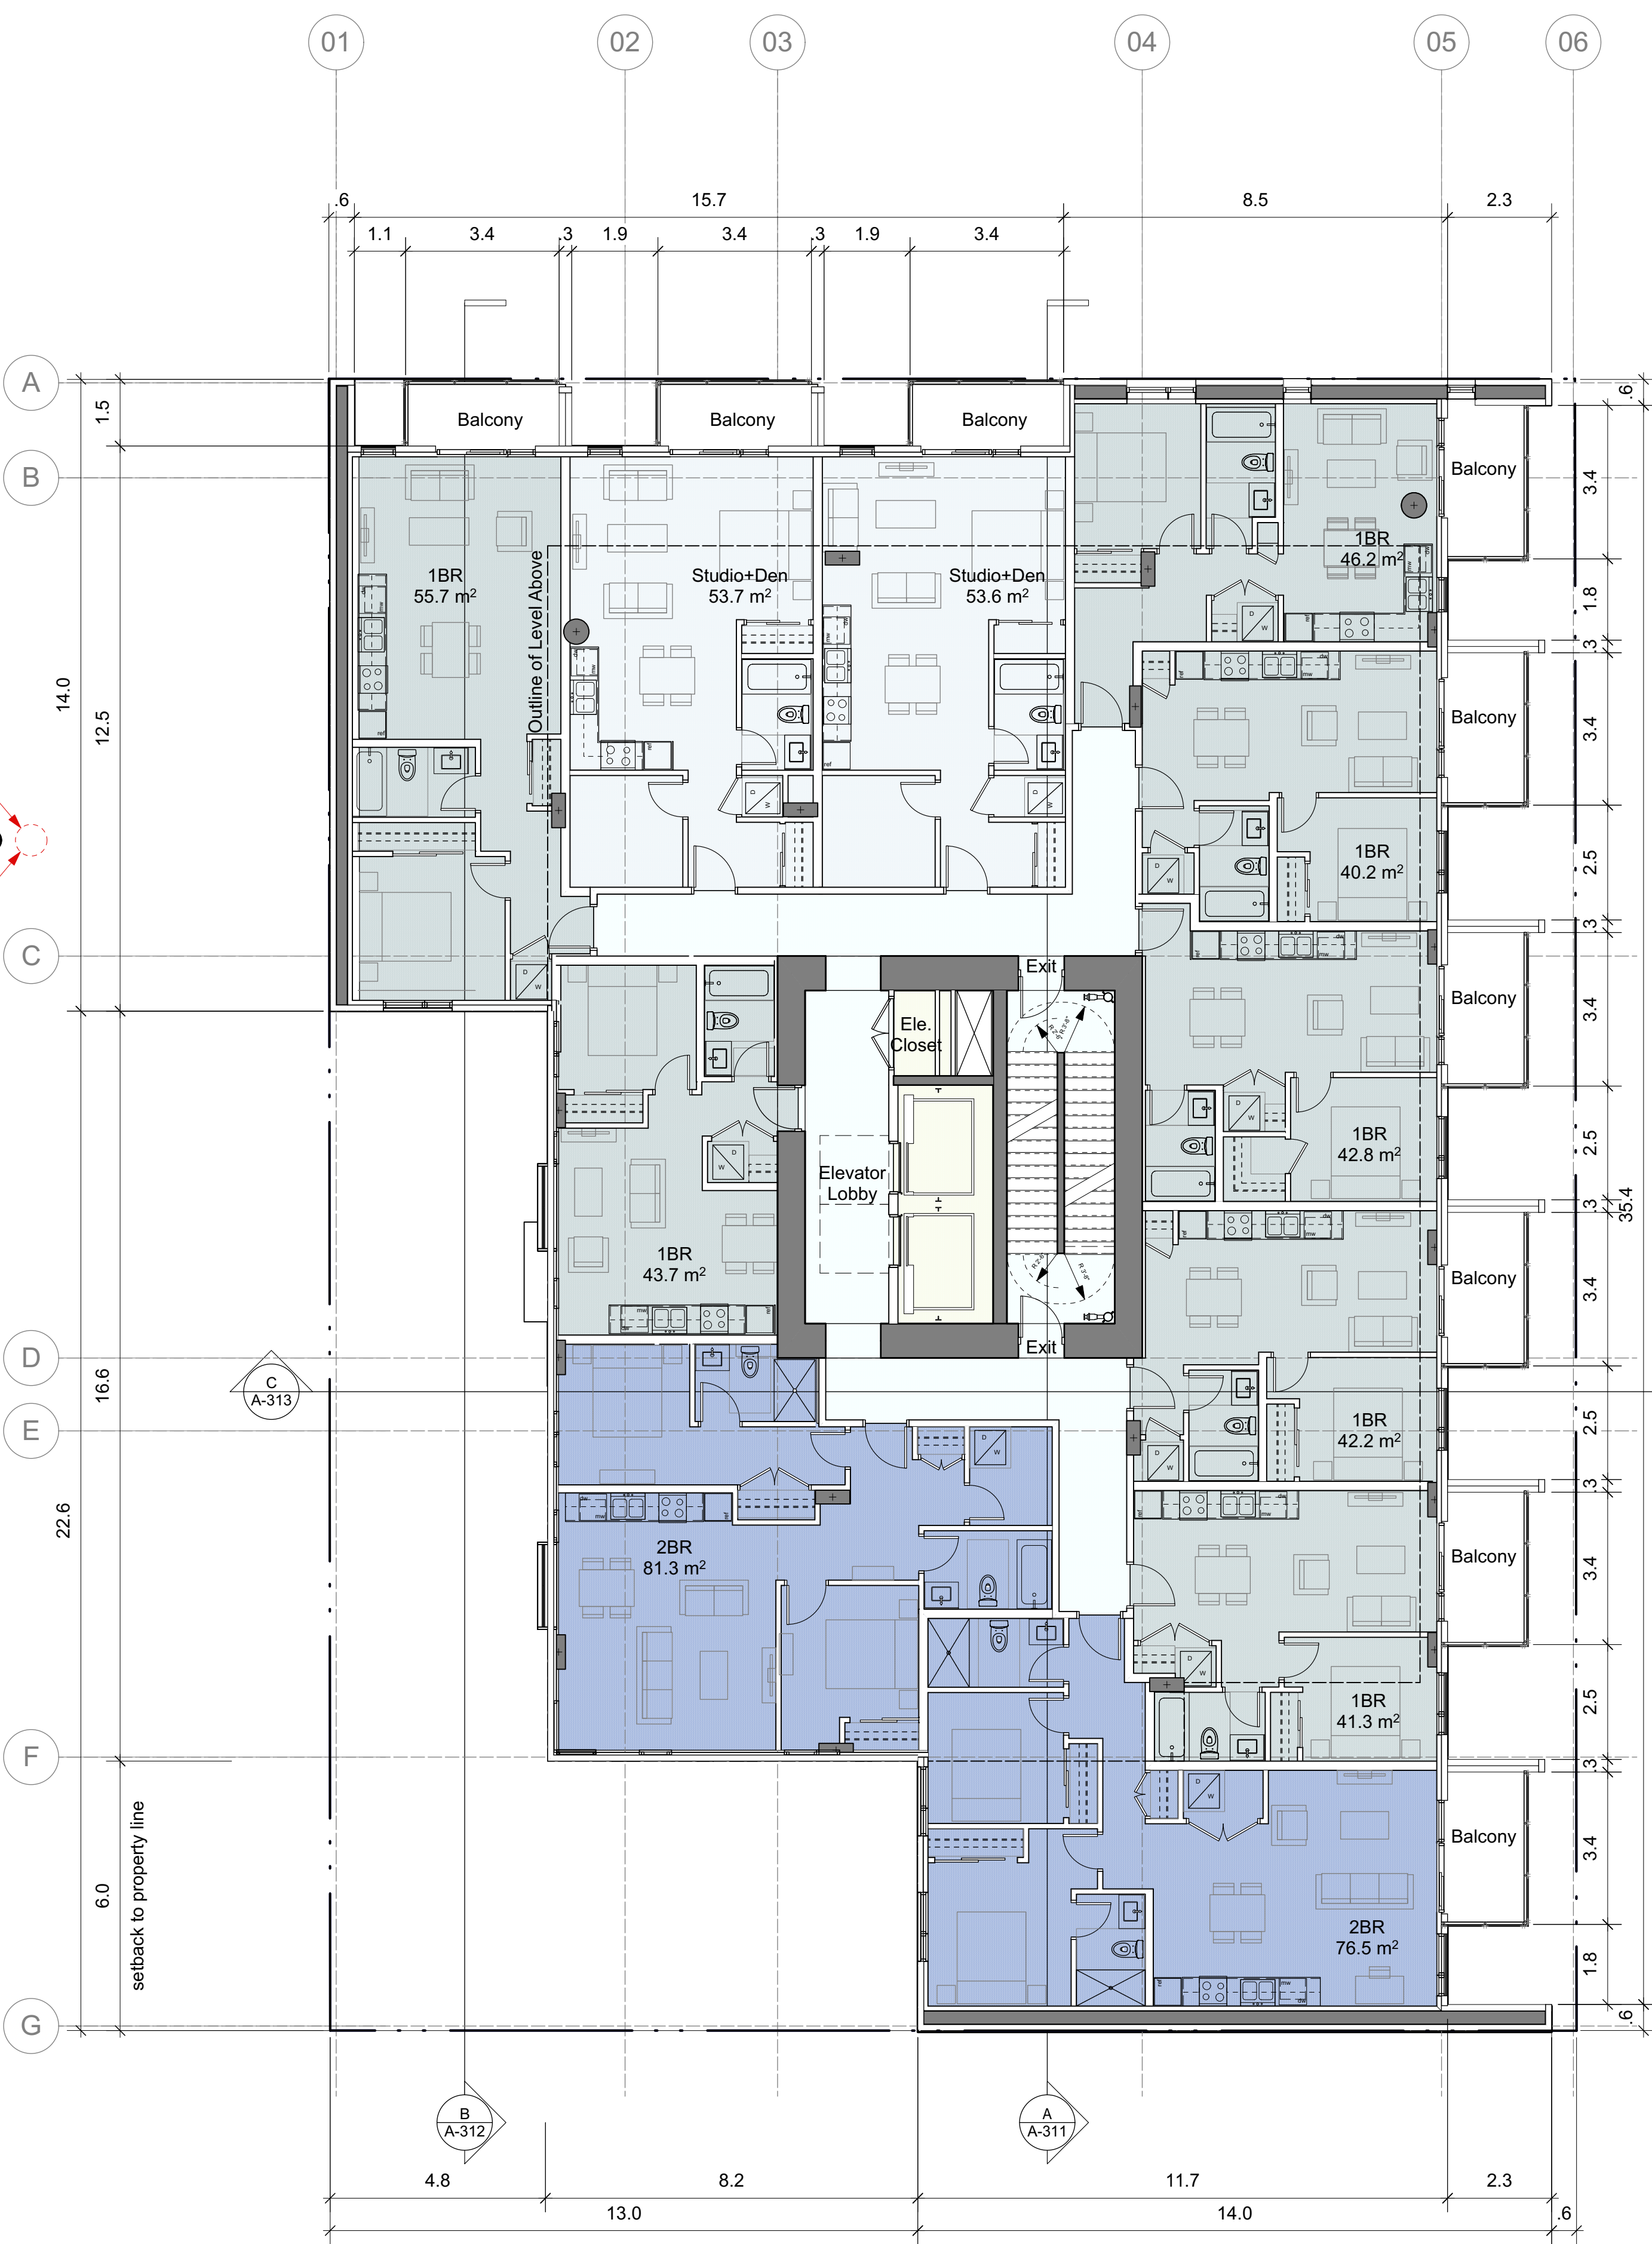 01 02 03 04 05 06
.6 15.7 8.5 2.3
1.1 3.4 .3 1.9 3.4 .3 1.9 3.4
A
1.5
.6
Balcony Balcony Balcony
B
Balcony
3.4
1BR
46.2 m²
1BR
55.7 m²
Studio+Den
53.7 m²
Studio+Den
53.6 m²
Outline of Level Above
1.8
.3
14.0
12.5
Balcony
3.4
1BR
40.2 m²
2.5
.3
C
Exit
Balcony
3.4
Ele.
Closet
R 3'-6"
1BR
42.8 m²
2.5
Elevator
Lobby
.3
35.4
1BR
43.7 m²
Balcony
3.4
R 2'-6"
R 3'-6"
Exit
D
C
A-313
16.6
E
1BR
42.2 m²
2.5
.3
22.6
2BR
81.3 m²
Balcony
3.4
1BR
41.3 m²
2.5
F
.3
Balcony
3.4
6.0
setback to property line
2BR
76.5 m²
1.8
G
.6
B
A-312
A
A-311
4.8 8.2 11.7 2.3
13.0 14.0 .6